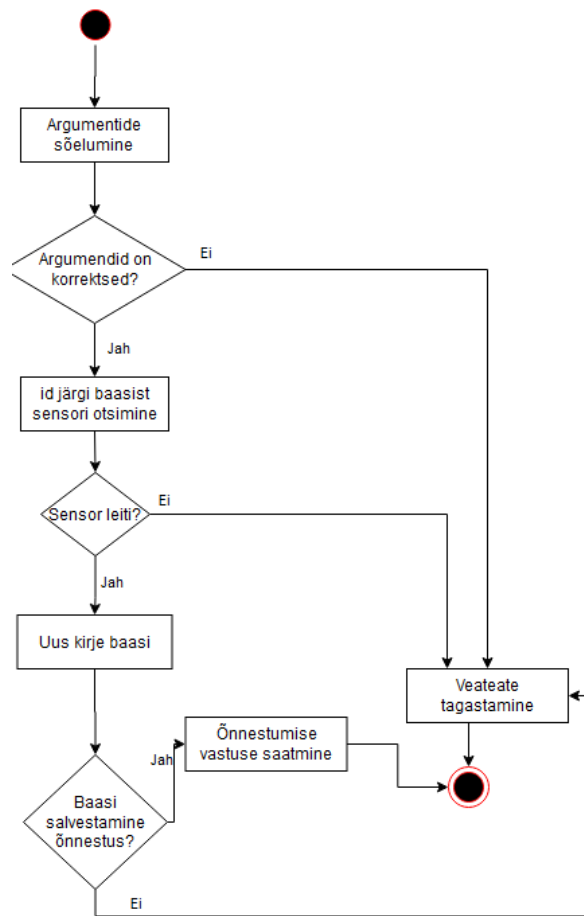 Argumentide
sõelumine
Argumendid on
korrektsed?
Ei
Jah
id järgi baasist
sensori otsimine
Sensor leiti?
Ei
Jah
Uus kirje baasi
Veateate
tagastamine
Õnnestumise
vastuse saatmine
Jah
Baasi
salvestamine
õnnestus?
Ei